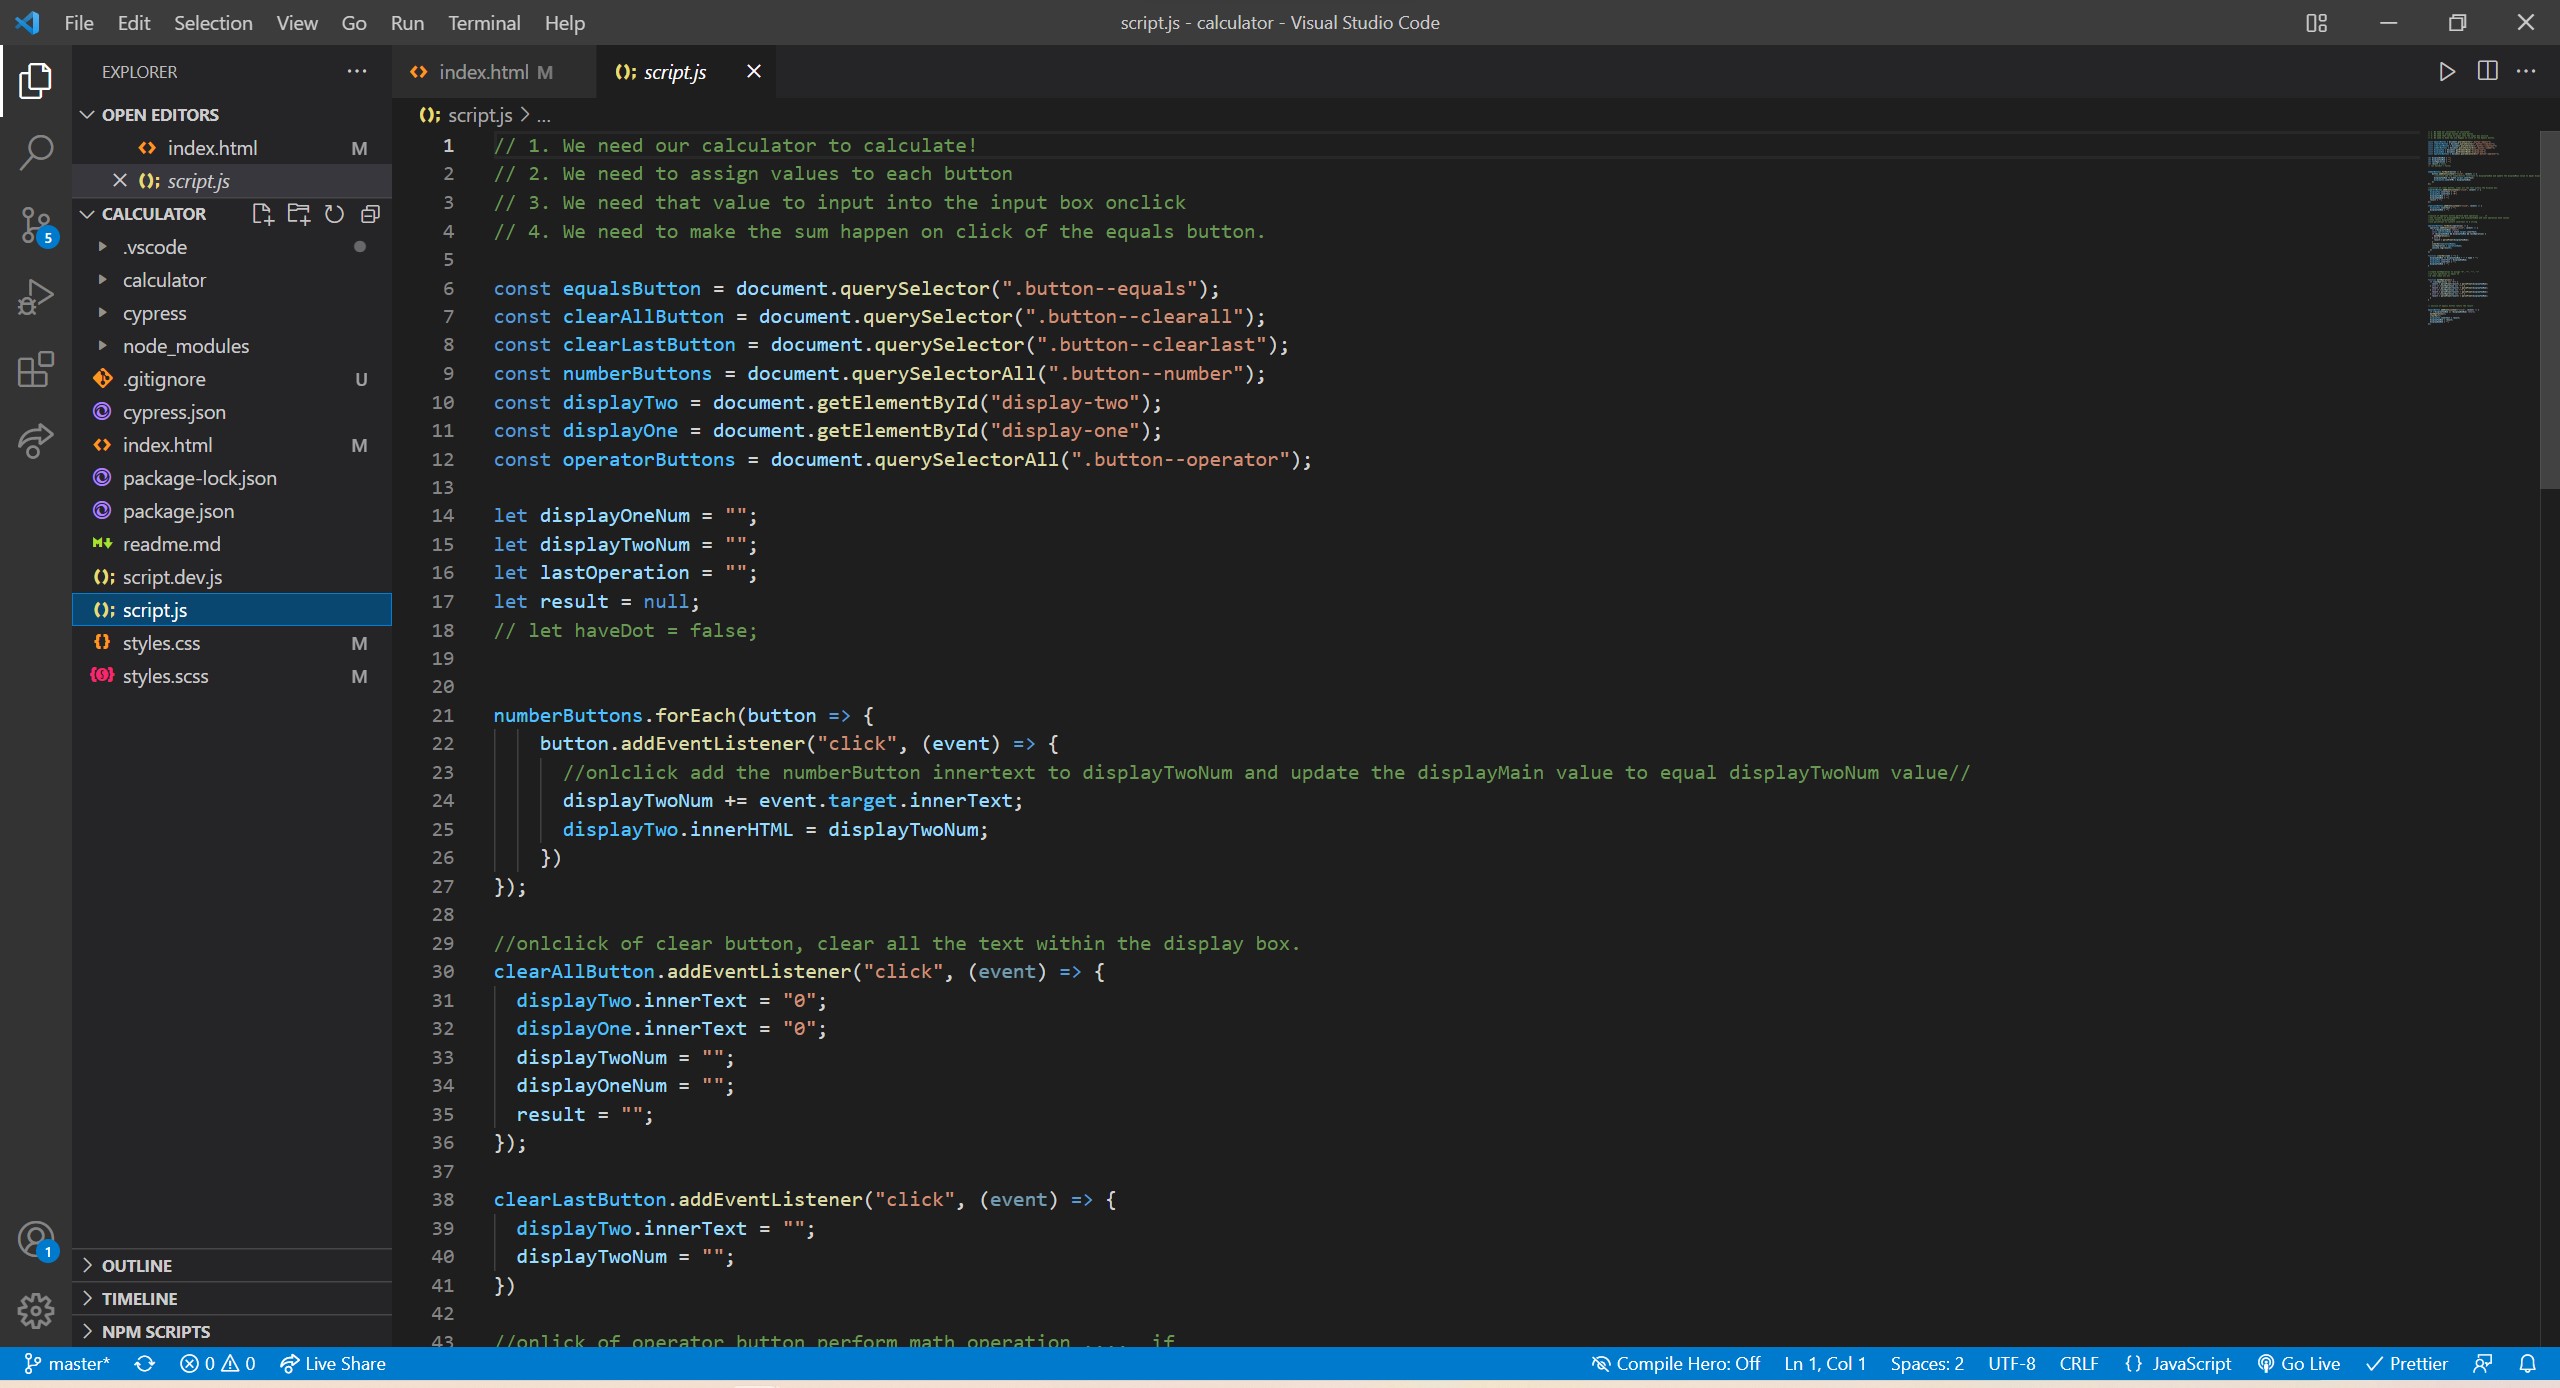 File Edit Selection View Go Run Terminal Help
script.js - calculator - Visual Studio Code
EXPLORER
OPEN EDITORS
index.html M
script.js
CALCULATOR
.vscode
calculator
cypress
node_modules
.gitignore U
cypress.json
index.html M
package-lock.json
package.json
readme.md
script.dev.js
script.js
styles.css M
styles.scss M
OUTLINE
TIMELINE
NPM SCRIPTS
5
1
index.html M
script.js
script.js > ...
1 // 1. We need our calculator to calculate!
2 // 2. We need to assign values to each button
3 // 3. We need that value to input into the input box onclick
4 // 4. We need to make the sum happen on click of the equals button.
5
6 const equalsButton = document.querySelector(".button--equals");
7 const clearAllButton = document.querySelector(".button--clearall");
8 const clearLastButton = document.querySelector(".button--clearlast");
9 const numberButtons = document.querySelectorAll(".button--number");
10 const displayTwo = document.getElementById("display-two");
11 const displayOne = document.getElementById("display-one");
12 const operatorButtons = document.querySelectorAll(".button--operator");
13
14 let displayOneNum = "";
15 let displayTwoNum = "";
16 let lastOperation = "";
17 let result = null;
18 // let haveDot = false;
19
20
21 numberButtons.forEach(button => {
22 button.addEventListener("click", (event) => {
23 //onlclick add the numberButton innertext to displayTwoNum and update the displayMain value to equal displayTwoNum value//
24 displayTwoNum += event.target.innerText;
25 displayTwo.innerHTML = displayTwoNum;
26 })
27 });
28
29 //onlclick of clear button, clear all the text within the display box.
30 clearAllButton.addEventListener("click", (event) => {
31 displayTwo.innerText = "0";
32 displayOne.innerText = "0";
33 displayTwoNum = "";
34 displayOneNum = "";
35 result = "";
36 });
37
38 clearLastButton.addEventListener("click", (event) => {
39 displayTwo.innerText = "";
40 displayTwoNum = "";
41 })
42
43 //onlick of operator button perform math operation ..... if
master* 0 0 Live Share
Compile Hero: Off Ln 1, Col 1 Spaces: 2 UTF-8 CRLF {} JavaScript Go Live Prettier